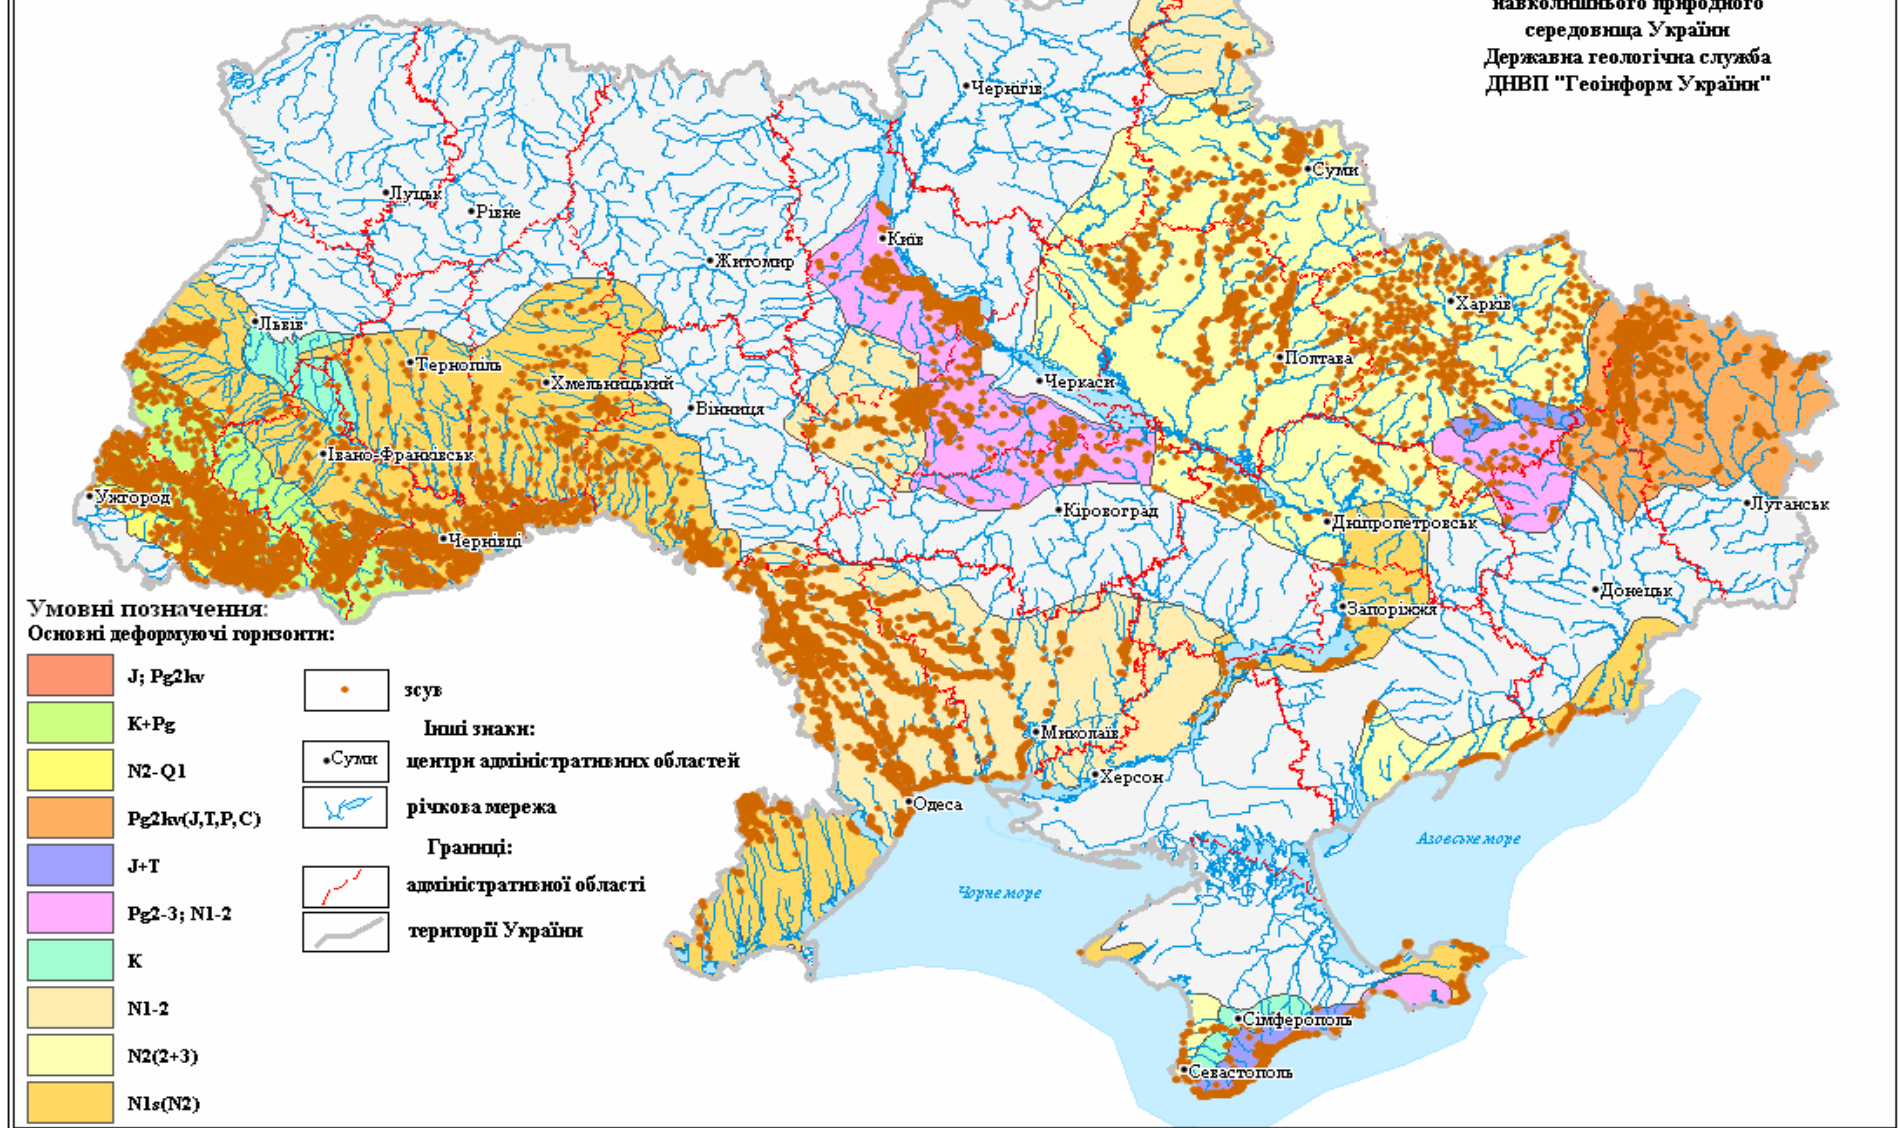 навколишнього природного
середовища України
Державна геологічна служба
ДНВП "Геоінформ України"
Чернігів
Суми
Луцьк
Рівне
Київ
Житомир
Харків
Львів
Полтава
Тернопіль
Хмельницький
Черкаси
Вінниця
Івано-Франківськ
Ужгород
Кіровоград
Луганськ
Дніпропетровськ
Чернівці
Донецьк
Запоріжжя
Миколаїв
Херсон
Одеса
Азовське море
Чорне море
Сімферополь
Севастополь
Умовні позначення:
Основні деформуючі горизонти:
J; Pg2kv
K+Pg
N2-Q1
Pg2kv(J,T,P,C)
J+T
Pg2-3; N1-2
K
N1-2
N2(2+3)
N1s(N2)
зсув
Інші знаки:
Суми
центри адміністративних областей
річкова мережа
Границі:
адміністративної області
території України